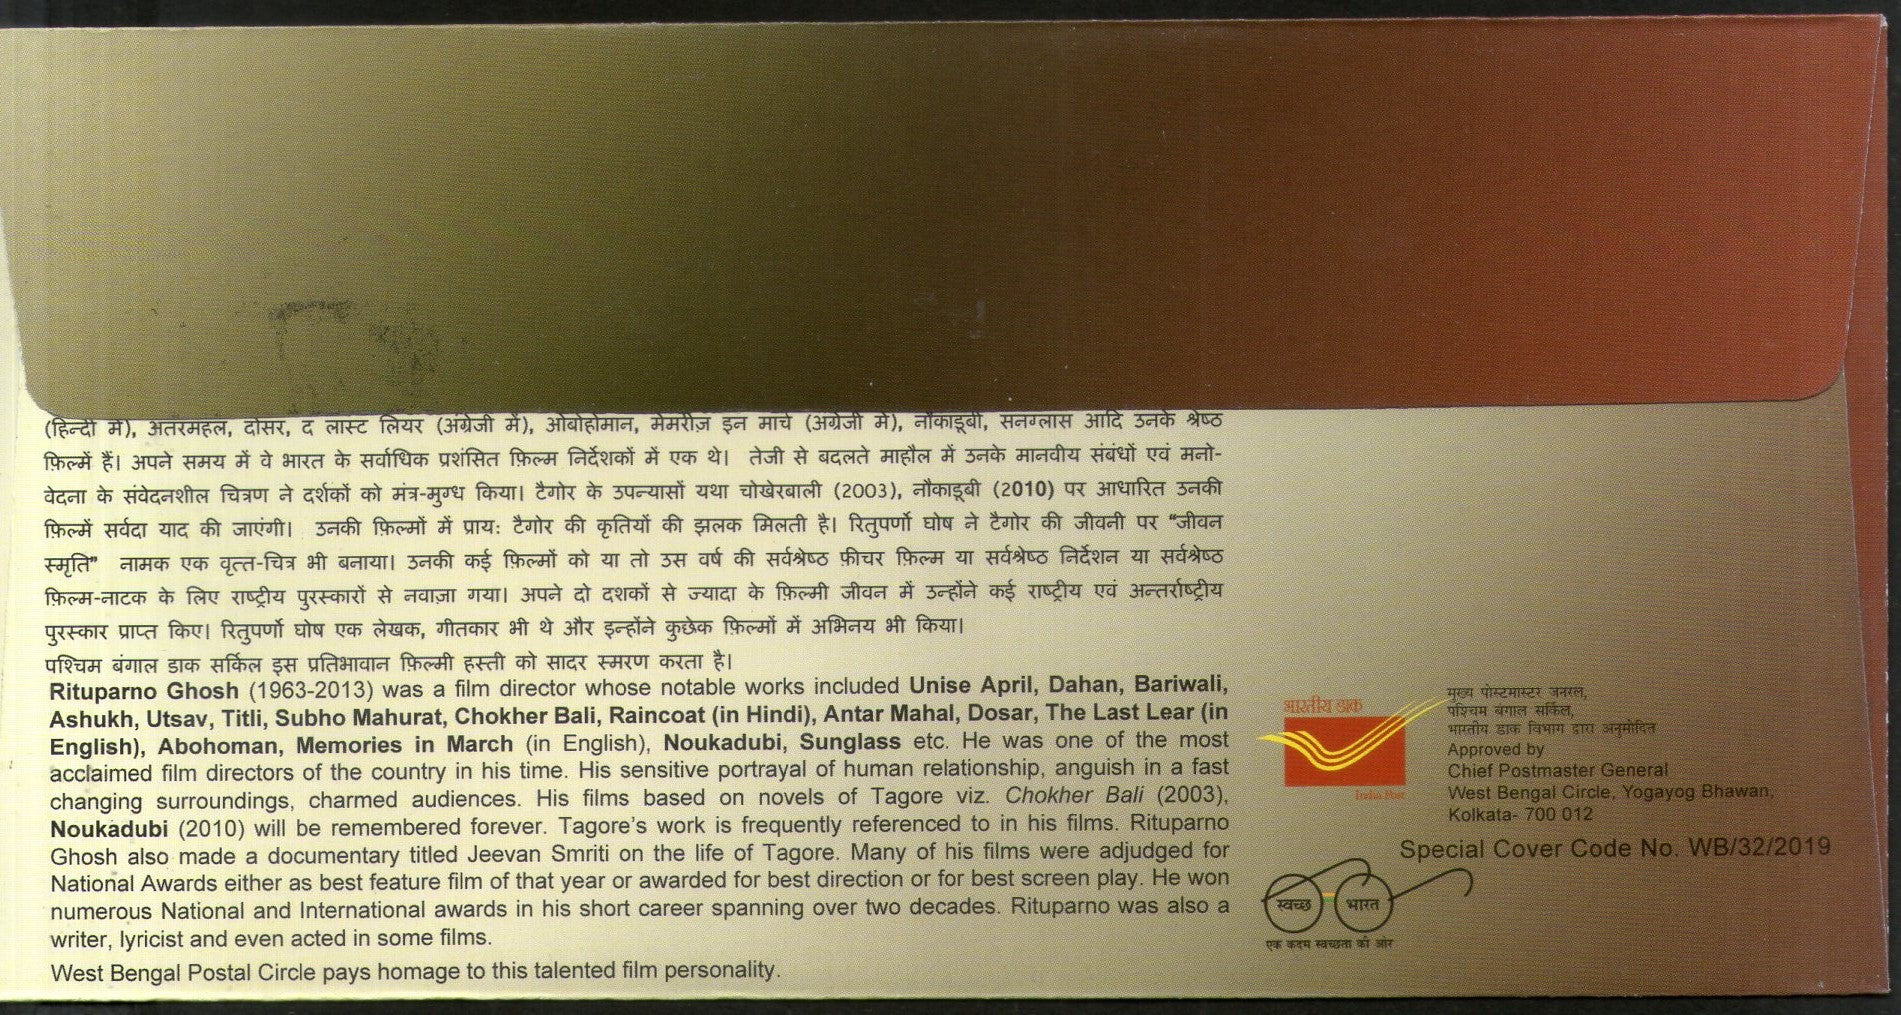 (हिन्दी में), अंतरमहल, दोसर, द लास्ट लियर (अंग्रेजी में), ओबोहोमान, मेमरीज़ इन मार्च (अंग्रेजी में), नौकाडूबी, सनग्लास आदि उनके श्रेष्ठ
फ़िल्में हैं। अपने समय में वे भारत के सर्वाधिक प्रशंसित फ़िल्म निर्देशकों में एक थे। तेजी से बदलते माहौल में उनके मानवीय संबंधों एवं मनो-
वेदना के संवेदनशील चित्रण ने दर्शकों को मंत्र-मुग्ध किया। टैगोर के उपन्यासों यथा चोखेरबाली (2003), नौकाडूबी (2010) पर आधारित उनकी
फ़िल्में सर्वदा याद की जाएंगी। उनकी फ़िल्मों में प्राय: टैगोर की कृतियों की झलक मिलती है। रितुपर्णो घोष ने टैगोर की जीवनी पर “जीवन
स्मृति” नामक एक वृत्त-चित्र भी बनाया। उनकी कई फ़िल्मों को या तो उस वर्ष की सर्वश्रेष्ठ फ़ीचर फ़िल्म या सर्वश्रेष्ठ निर्देशन या सर्वश्रेष्ठ
फ़िल्म-नाटक के लिए राष्ट्रीय पुरस्कारों से नवाज़ा गया। अपने दो दशकों से ज्यादा के फ़िल्मी जीवन में उन्होंने कई राष्ट्रीय एवं अन्तर्राष्ट्रीय
पुरस्कार प्राप्त किए। रितुपर्णो घोष एक लेखक, गीतकार भी थे और इन्होंने कुछेक फ़िल्मों में अभिनय भी किया।
पश्चिम बंगाल डाक सर्किल इस प्रतिभावान फ़िल्मी हस्ती को सादर स्मरण करता है।
Rituparno Ghosh (1963-2013) was a film director whose notable works included Unise April, Dahan, Bariwali,
Ashukh, Utsav, Titli, Subho Mahurat, Chokher Bali, Raincoat (in Hindi), Antar Mahal, Dosar, The Last Lear (in
English), Abohoman, Memories in March (in English), Noukadubi, Sunglass etc. He was one of the most
acclaimed film directors of the country in his time. His sensitive portrayal of human relationship, anguish in a fast
changing surroundings, charmed audiences. His films based on novels of Tagore viz. Chokher Bali (2003),
Noukadubi (2010) will be remembered forever. Tagore’s work is frequently referenced to in his films. Rituparno
Ghosh also made a documentary titled Jeevan Smriti on the life of Tagore. Many of his films were adjudged for
National Awards either as best feature film of that year or awarded for best direction or for best screen play. He won
numerous National and International awards in his short career spanning over two decades. Rituparno was also a
writer, lyricist and even acted in some films.
West Bengal Postal Circle pays homage to this talented film personality.
भारतीय डाक
India Post
मुख्य पोस्टमास्टर जनरल,
पश्चिम बंगाल सर्किल,
भारतीय डाक विभाग द्वारा अनुमोदित
Approved by
Chief Postmaster General
West Bengal Circle, Yogayog Bhawan,
Kolkata- 700 012
Special Cover Code No. WB/32/2019
स्वच्छ भारत
एक कदम स्वच्छता की ओर